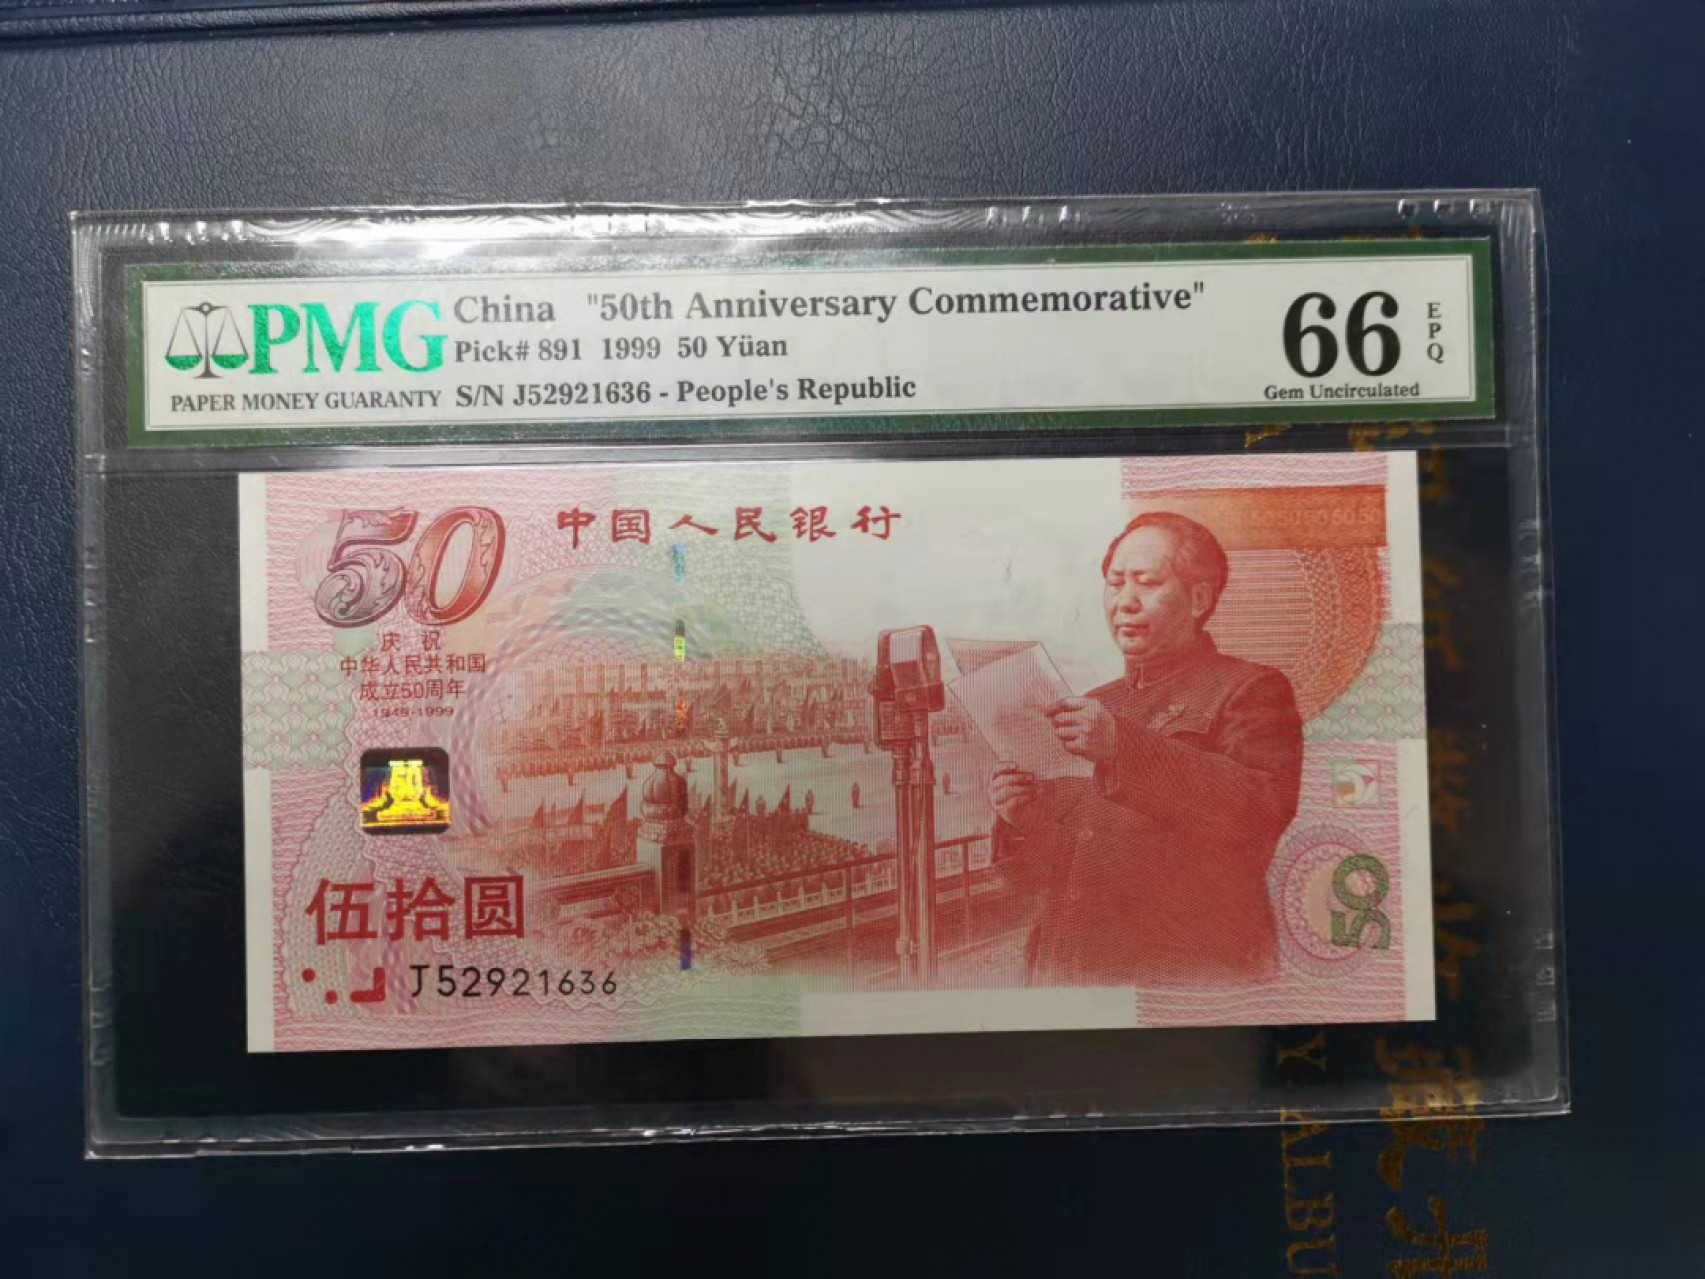 PMG
PAPER MONEY GUARANTY
China "50th Anniversary Commemorative"
Pick# 891 1999 50 Yüan
S/N J52921636 - People's Republic
66
EPQ
Gem Uncirculated
50
中国人民银行
庆祝
中华人民共和国
成立50周年
1949-1999
50
伍拾圆
J52921636
50